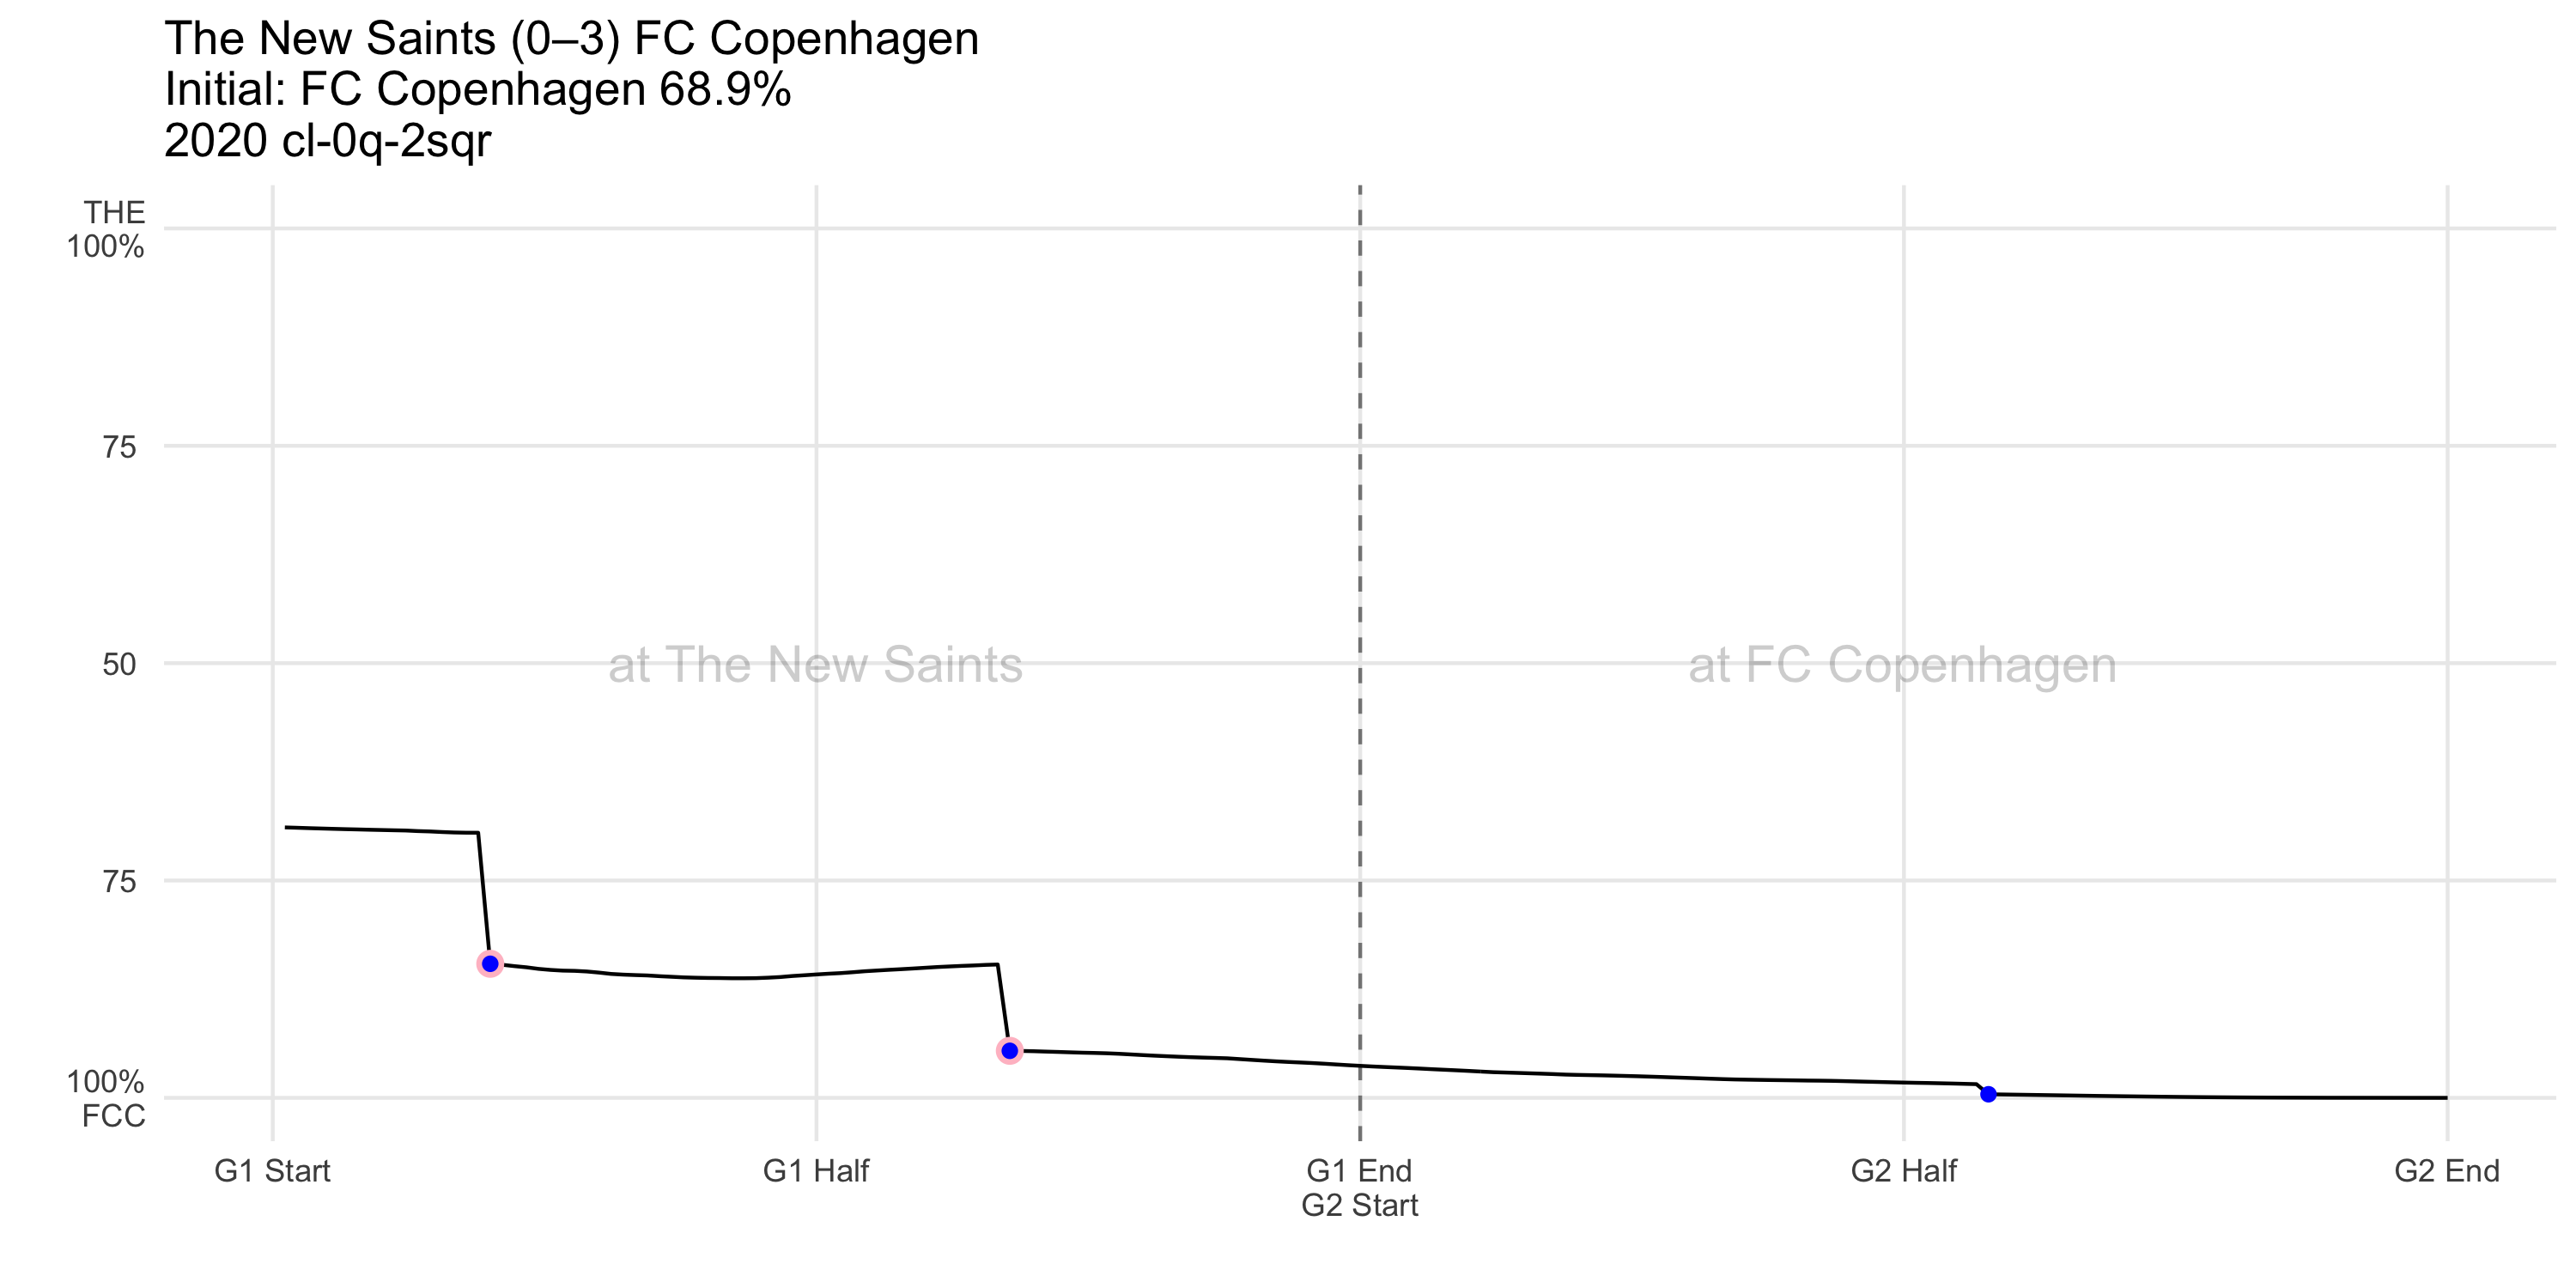 The New Saints (0–3) FC Copenhagen
Initial: FC Copenhagen 68.9%
2020 cl-0q-2sqr
THE
100%
75
50
at The New Saints
at FC Copenhagen
75
100%
FCC
G1 Start
G1 Half
G1 End
G2 Start
G2 Half
G2 End